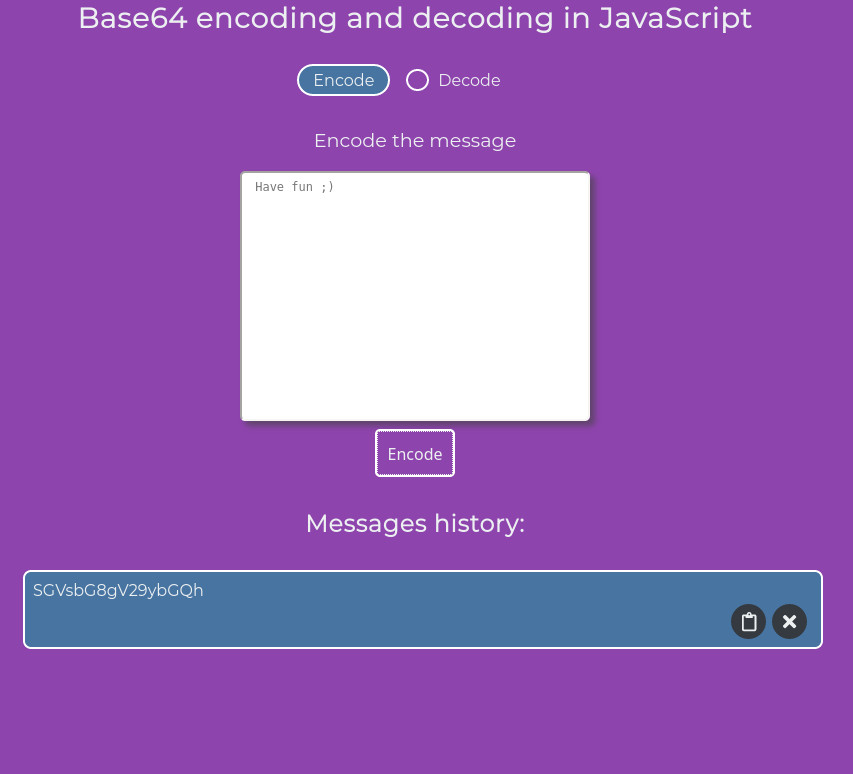 Base64 encoding and decoding in JavaScript
Encode
Decode
Encode the message
Have fun ;)
Encode
Messages history:
SGVsbG8gV29ybGQh